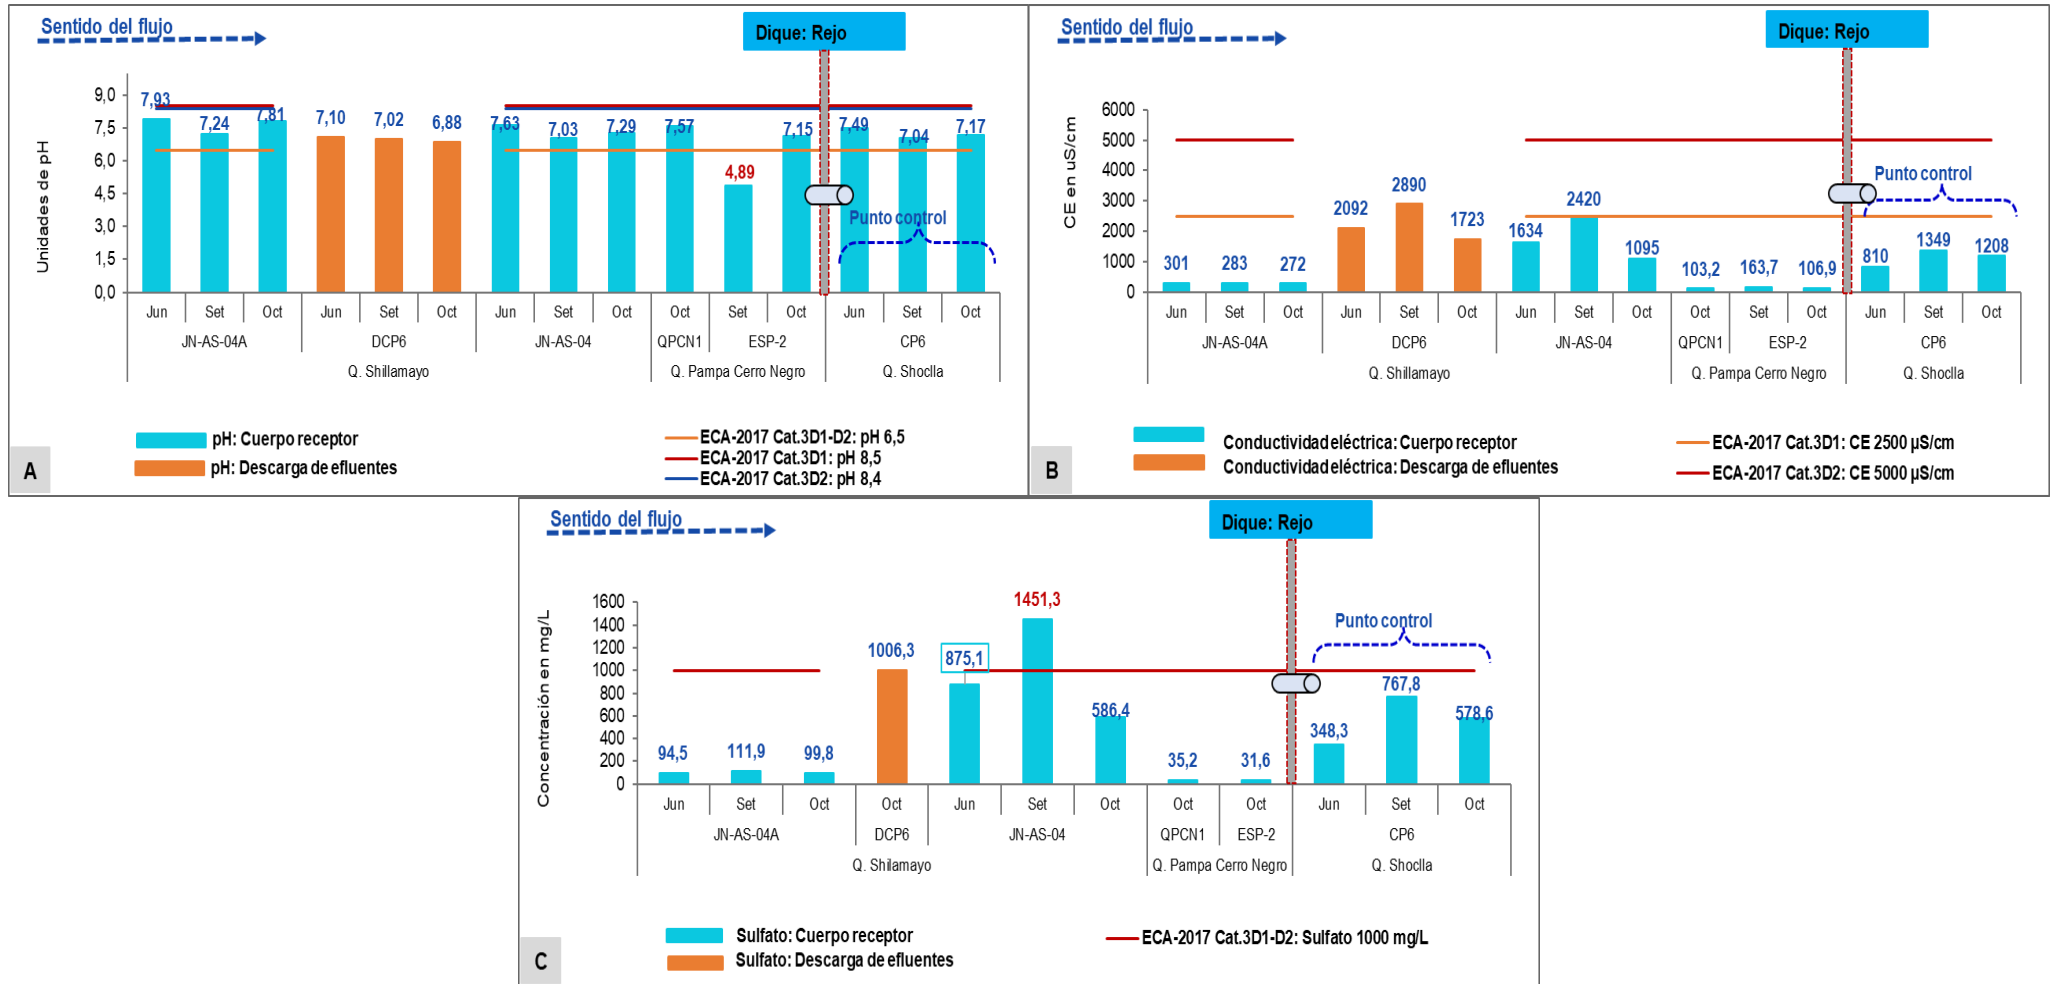 Sentido del flujo
Dique: Rejo
Unidades de pH
9,0
7,5
6,0
4,5
3,0
1,5
0,0
7,93
7,24
7,81
7,10
7,02
6,88
7,63
7,03
7,29
7,57
4,89
7,15
7,49
7,04
7,17
Punto control
Jun Set Oct Jun Set Oct Jun Set Oct Oct Set Oct Jun Set Oct
JN-AS-04A DCP6 JN-AS-04 QPCN1 ESP-2 CP6
Q. Shillamayo Q. Pampa Cerro Negro Q. Shoclla
pH: Cuerpo receptor
pH: Descarga de efluentes
ECA-2017 Cat.3D1-D2: pH 6,5
ECA-2017 Cat.3D1: pH 8,5
ECA-2017 Cat.3D2: pH 8,4
A
Sentido del flujo
Dique: Rejo
CE en uS/cm
6000
5000
4000
3000
2000
1000
0
301
283
272
2092
2890
1723
1634
2420
1095
103,2
163,7
106,9
810
1349
1208
Punto control
Jun Set Oct Jun Set Oct Jun Set Oct Oct Set Oct Jun Set Oct
JN-AS-04A DCP6 JN-AS-04 QPCN1 ESP-2 CP6
Q. Shillamayo Q. Pampa Cerro Negro Q. Shoclla
Conductividad eléctrica: Cuerpo receptor
Conductividad eléctrica: Descarga de efluentes
ECA-2017 Cat.3D1: CE 2500 µS/cm
ECA-2017 Cat.3D2: CE 5000 µS/cm
B
Sentido del flujo
Dique: Rejo
Concentración en mg/L
1600
1400
1200
1000
800
600
400
200
0
94,5
111,9
99,8
1006,3
875,1
1451,3
586,4
35,2
31,6
348,3
767,8
578,6
Punto control
Jun Set Oct Oct Jun Set Oct Oct Oct Jun Set Oct
JN-AS-04A DCP6 JN-AS-04 QPCN1 ESP-2 CP6
Q. Shilamayo Q. Pampa Cerro Negro Q. Shoclla
Sulfato: Cuerpo receptor
Sulfato: Descarga de efluentes
ECA-2017 Cat.3D1-D2: Sulfato 1000 mg/L
C